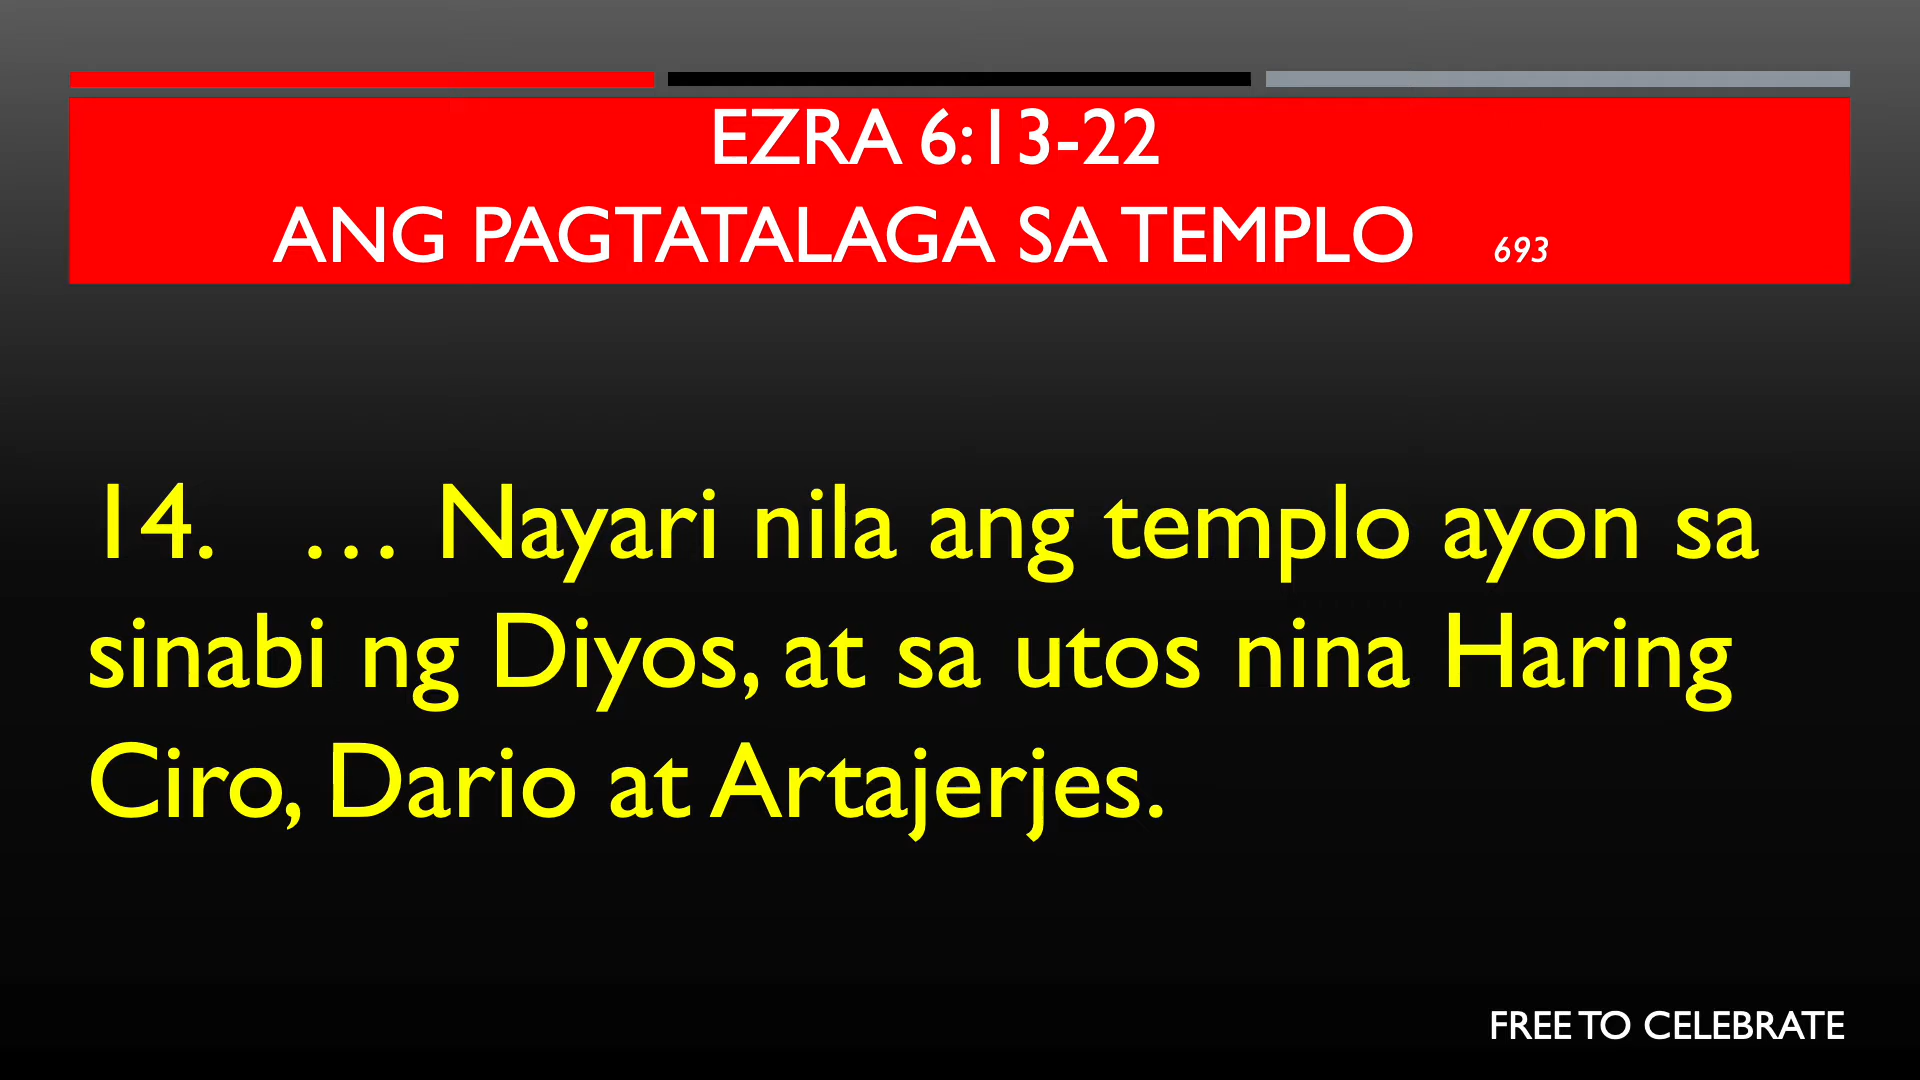 EZRA 6:13-22
ANG PAGTATALAGA SA TEMPLO 693
14. … Nayari nila ang templo ayon sa
sinabi ng Diyos, at sa utos nina Haring
Ciro, Dario at Artajerjes.
FREE TO CELEBRATE